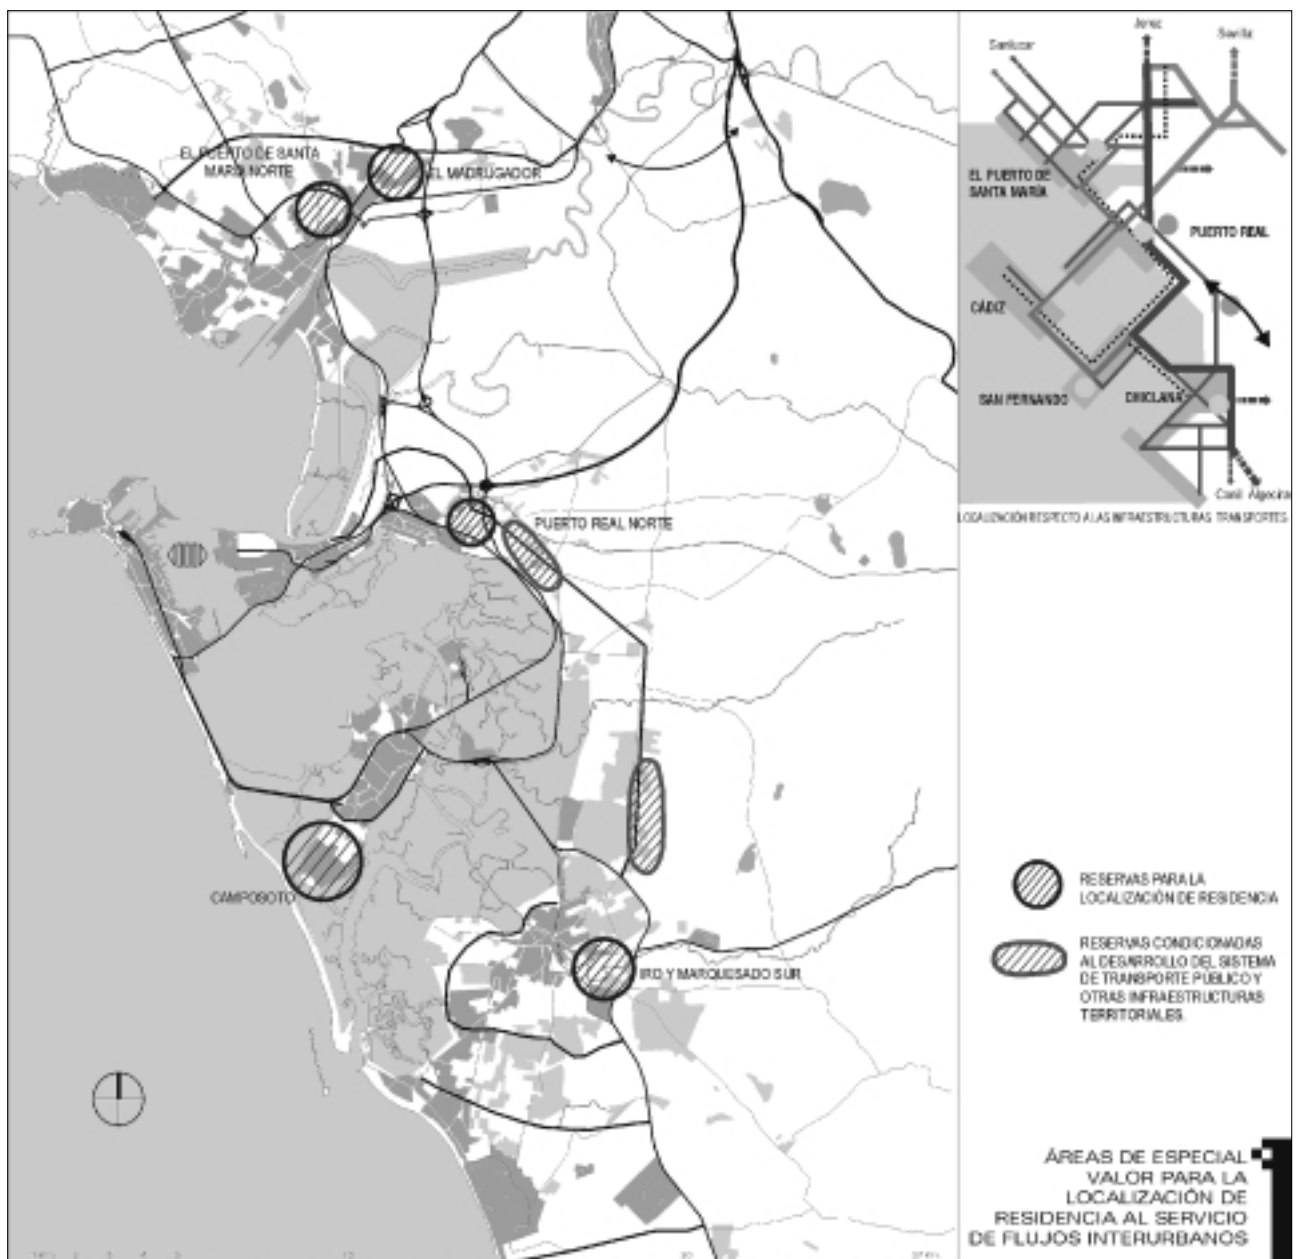 EL PUERTO DE SANTA
MARÍA NORTE
EL MADRUGADOR
PUERTO REAL NORTE
CAMPOSOTO
IRO Y MARQUESADO SUR
Jerez
Sevilla
Sanlucar
EL PUERTO DE
SANTA MARÍA
PUERTO REAL
CÁDIZ
SAN FERNANDO
CHICLANA
Conil Algeciras
LOCALIZACIÓN RESPECTO A LAS INFRAESTRUCTURAS TRANSPORTES.
RESERVAS PARA LA
LOCALIZACIÓN DE RESIDENCIA
RESERVAS CONDICIONADAS
AL DESARROLLO DEL SISTEMA
DE TRANSPORTE PÚBLICO Y
OTRAS INFRAESTRUCTURAS
TERRITORIALES.
ÁREAS DE ESPECIAL
VALOR PARA LA
LOCALIZACIÓN DE
RESIDENCIA AL SERVICIO
DE FLUJOS INTERURBANOS